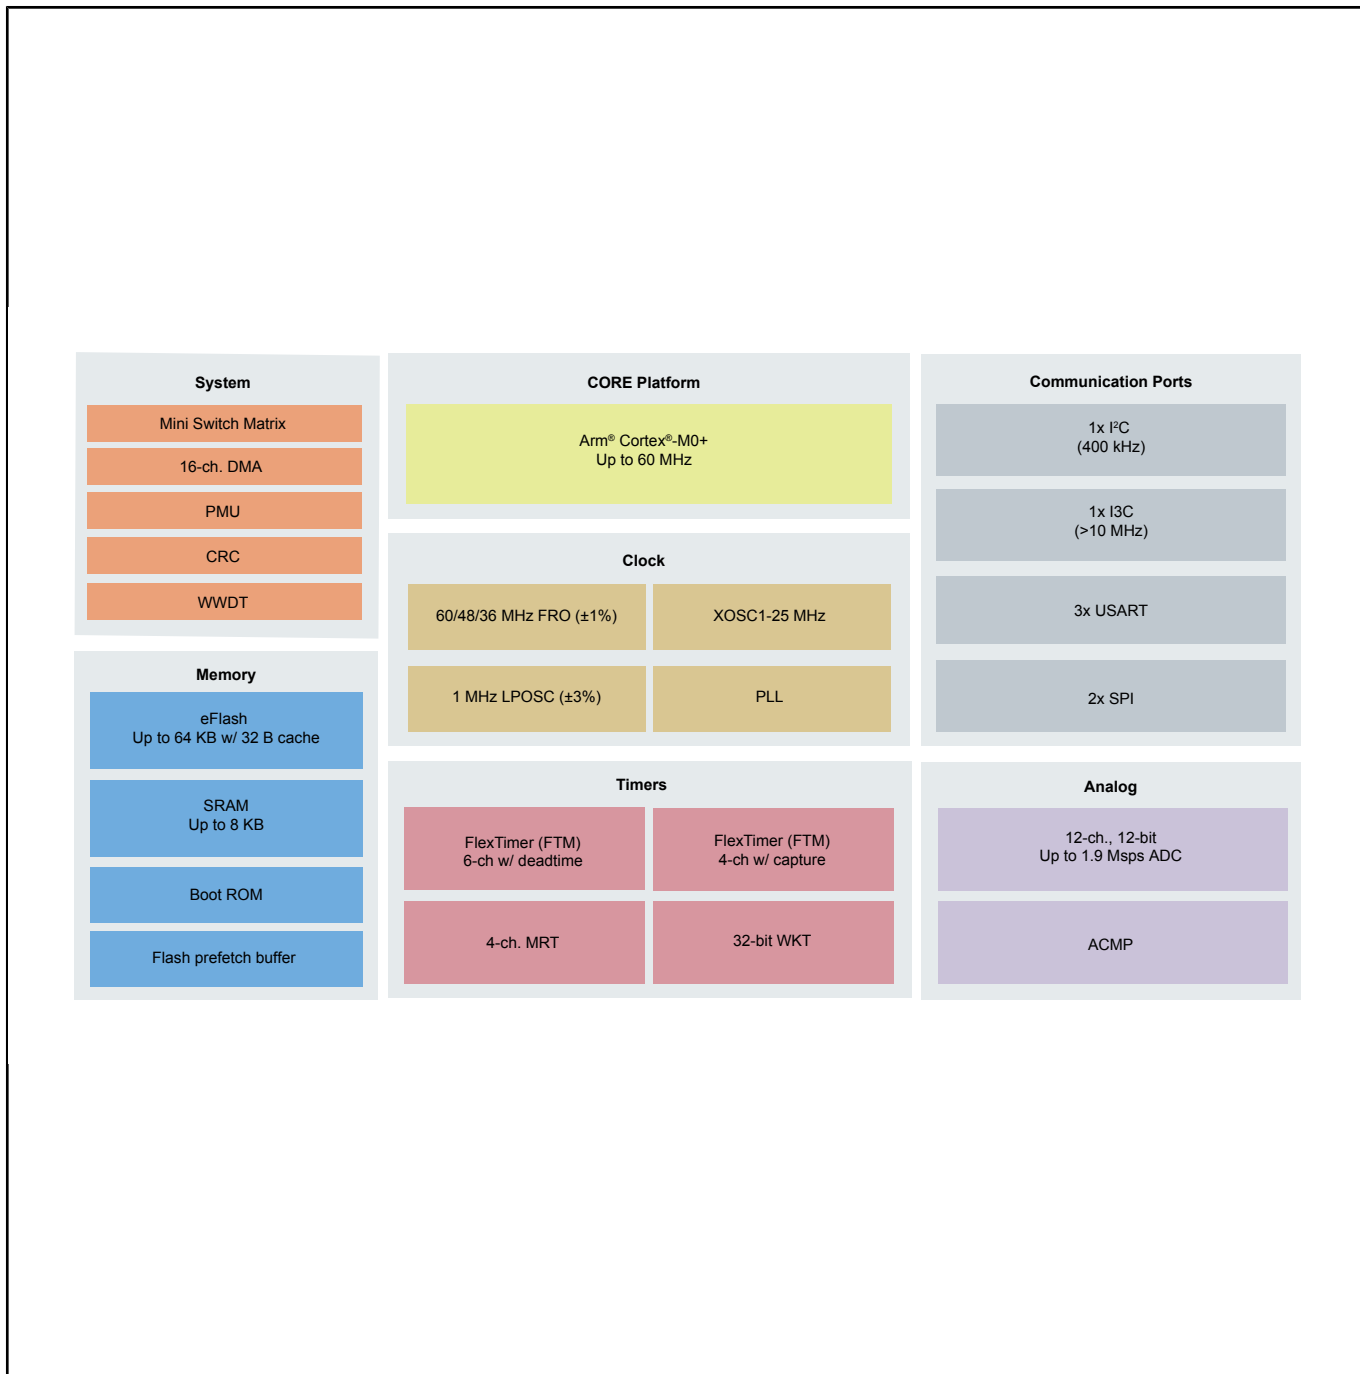 System
Mini Switch Matrix
16-ch. DMA
PMU
CRC
WWDT
Memory
eFlash
Up to 64 KB w/ 32 B cache
SRAM
Up to 8 KB
Boot ROM
Flash prefetch buffer
CORE Platform
Arm® Cortex®-M0+
Up to 60 MHz
Clock
60/48/36 MHz FRO (±1%)
XOSC1-25 MHz
1 MHz LPOSC (±3%)
PLL
Timers
FlexTimer (FTM)
6-ch w/ deadtime
FlexTimer (FTM)
4-ch w/ capture
4-ch. MRT
32-bit WKT
Communication Ports
1x I²C
(400 kHz)
1x I3C
(>10 MHz)
3x USART
2x SPI
Analog
12-ch., 12-bit
Up to 1.9 Msps ADC
ACMP